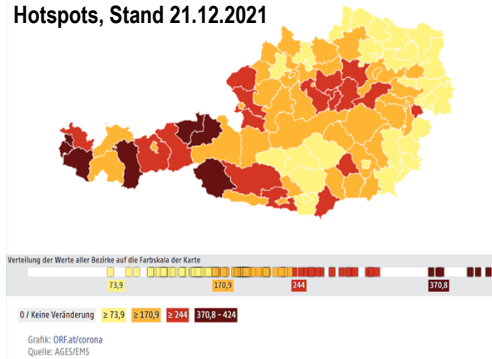 Hotspots, Stand 21.12.2021
Verteilung der Werte aller Bezirke auf die Farbskala der Karte
73,9 170,9 244 370,8
0 / Keine Veränderung ≥ 73,9 ≥ 170,9 ≥ 244 370,8 – 424
Grafik: ORF.at/corona
Quelle: AGES/EMS